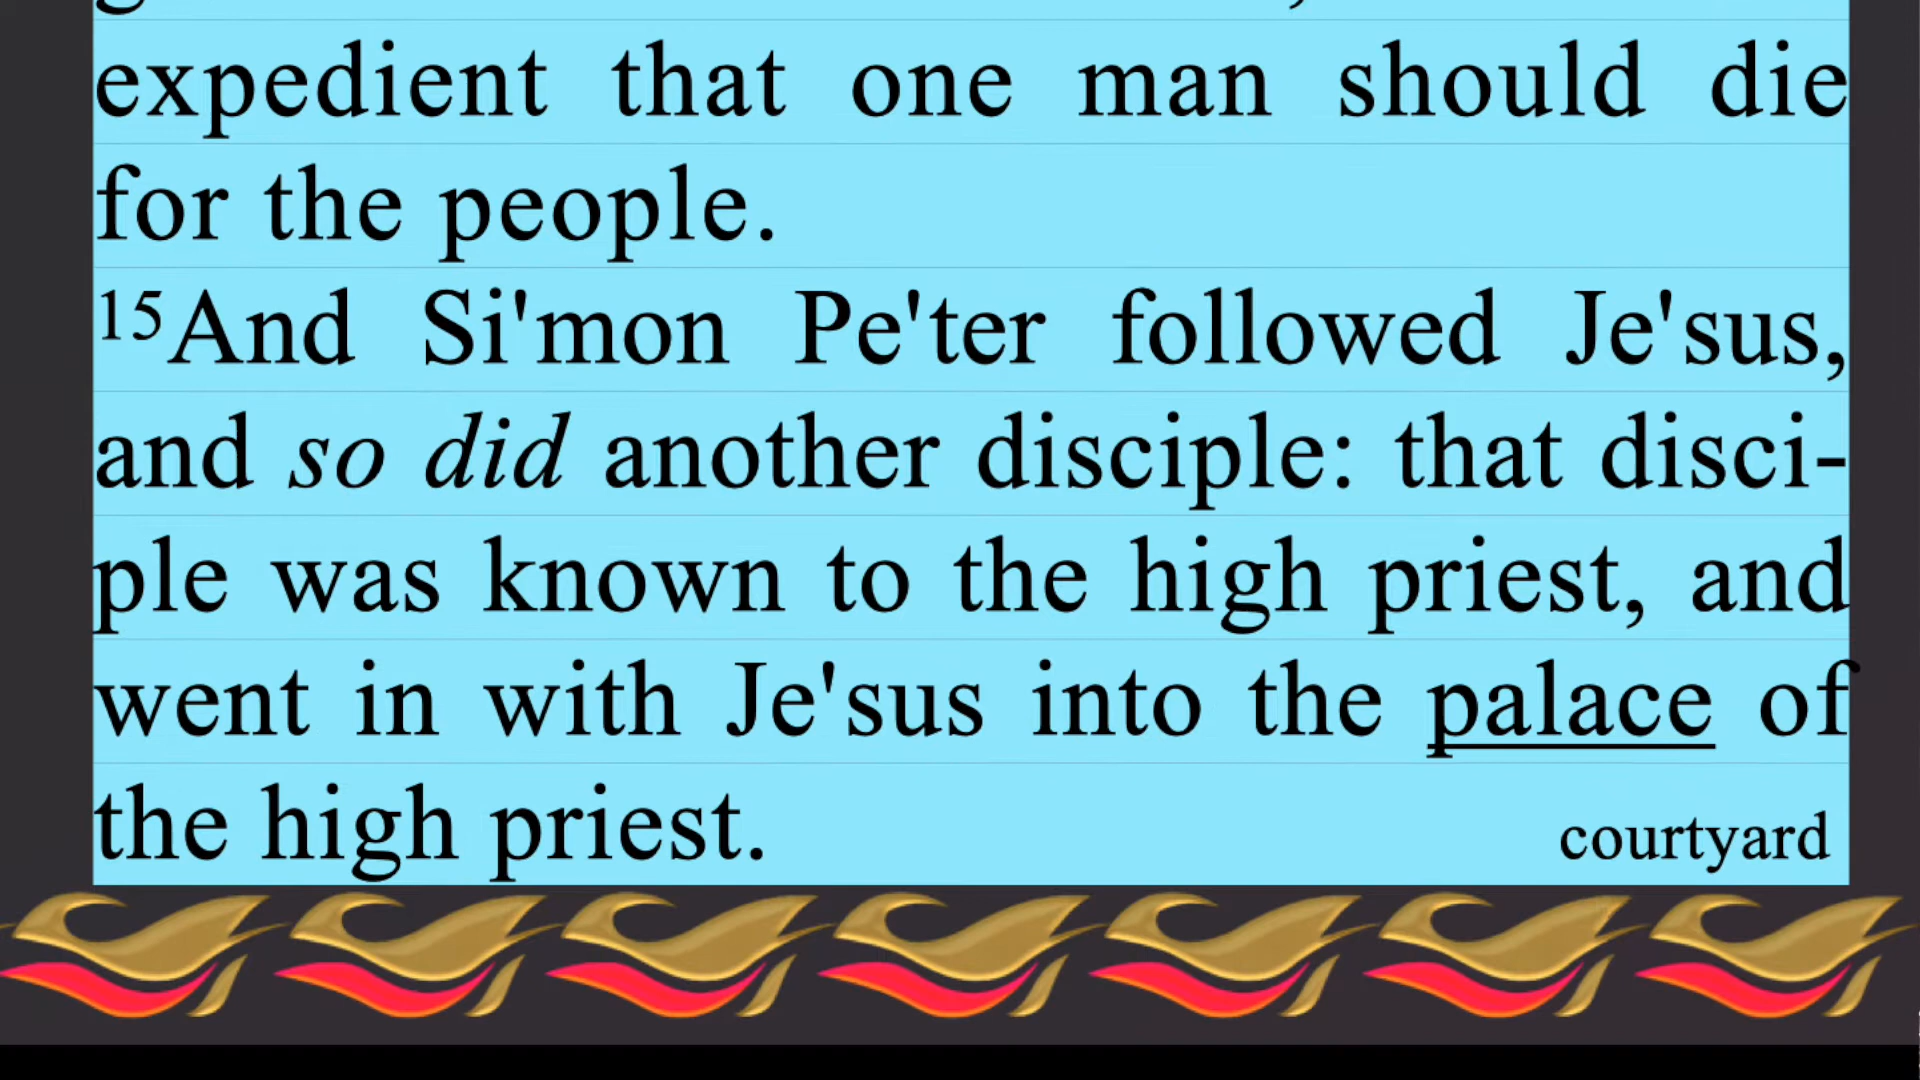 expedient that one man should die
for the people.
15And Si'mon Pe'ter followed Je'sus,
and so did another disciple: that disci-
ple was known to the high priest, and
went in with Je'sus into the palace of
the high priest. courtyard